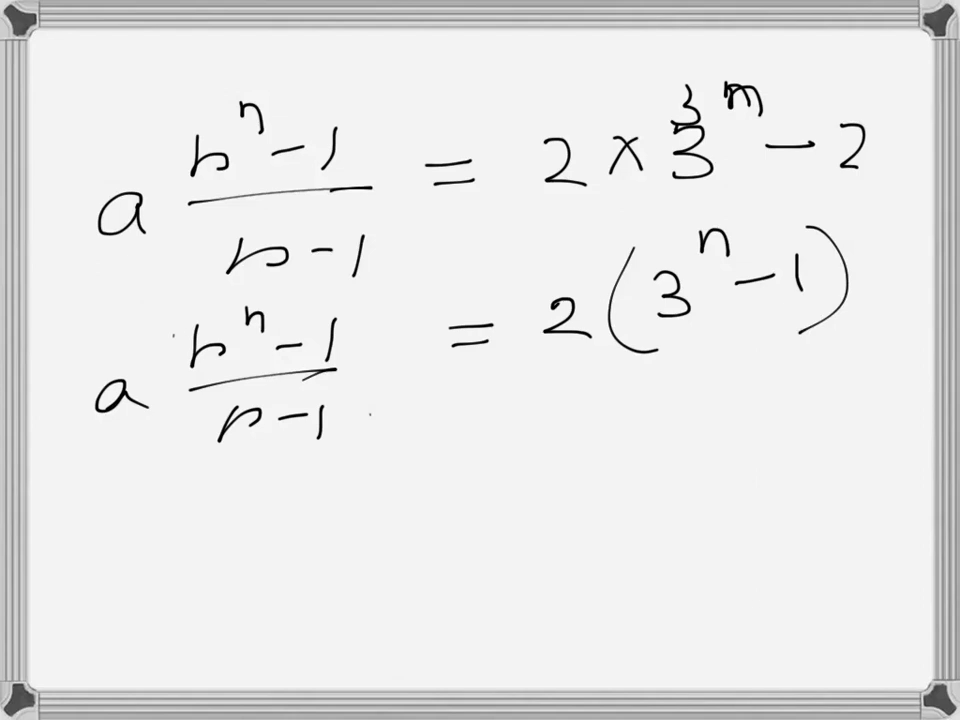 a (r^n - 1)/(r - 1) = 2 × 3^n - 2
a (r^n - 1)/(r - 1) = 2(3^n - 1)